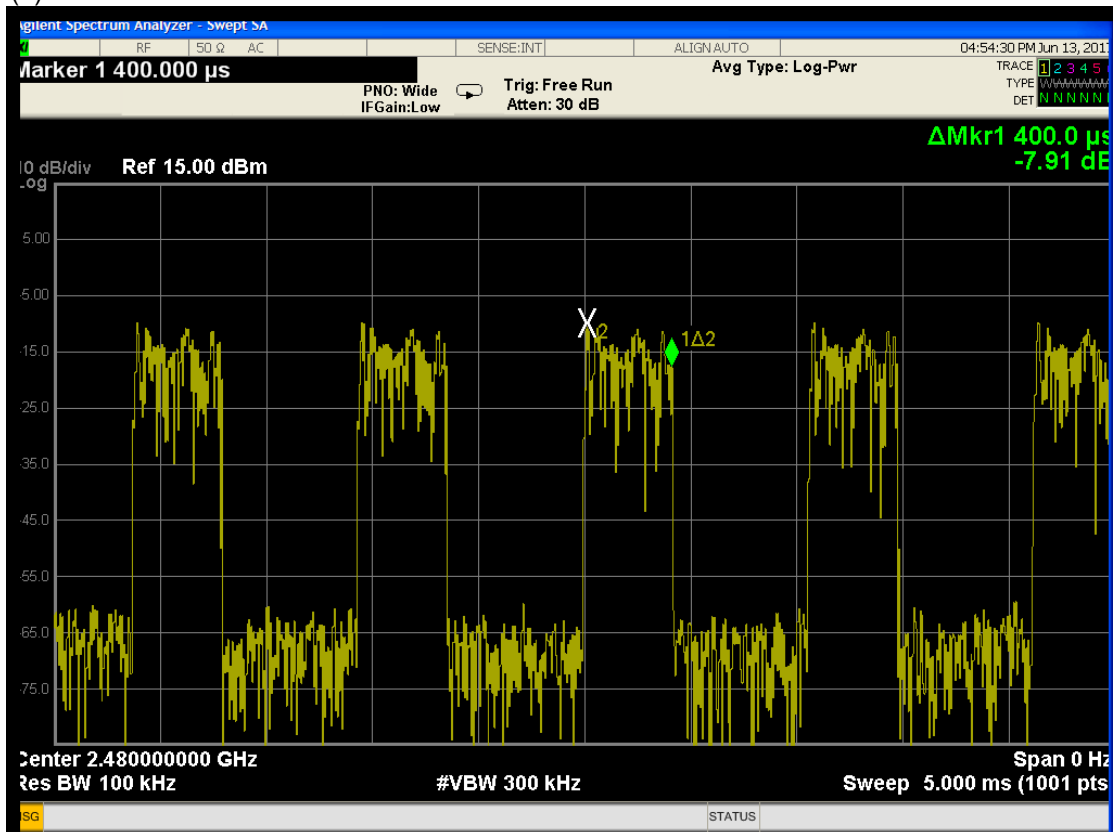 Agilent Spectrum Analyzer - Swept SA
RF 50 Ω AC SENSE:INT ALIGN AUTO 04:54:30 PM Jun 13, 201
Marker 1 400.000 µs
PNO: Wide
IFGain:Low
Trig: Free Run
Atten: 30 dB
Avg Type: Log-Pwr
TRACE 1 2 3 4 5
TYPE
DET N N N N N
ΔMkr1 400.0 µs
-7.91 dB
10 dB/div Ref 15.00 dBm
Log
5.00
-5.00
-15.0
-25.0
-35.0
-45.0
-55.0
-65.0
-75.0
X2
1Δ2
Center 2.480000000 GHz Span 0 Hz
Res BW 100 kHz #VBW 300 kHz Sweep 5.000 ms (1001 pts
MSG STATUS